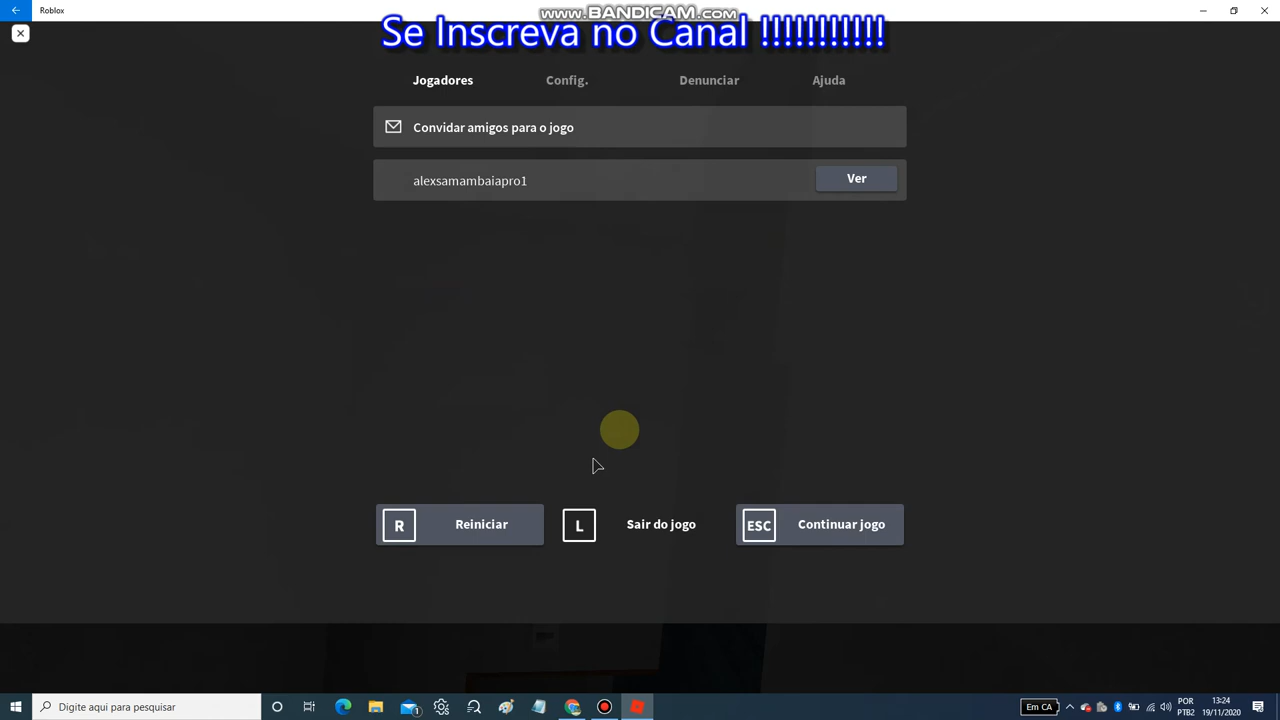 Roblox
www.BANDICAM.com
Se Inscreva no Canal !!!!!!!!!!!
Jogadores Config. Denunciar Ajuda
Convidar amigos para o jogo
alexsamambaiapro1 Ver
R Reiniciar L Sair do jogo ESC Continuar jogo
Digite aqui para pesquisar 1 Em CA POR 13:24
PTB2 19/11/2020